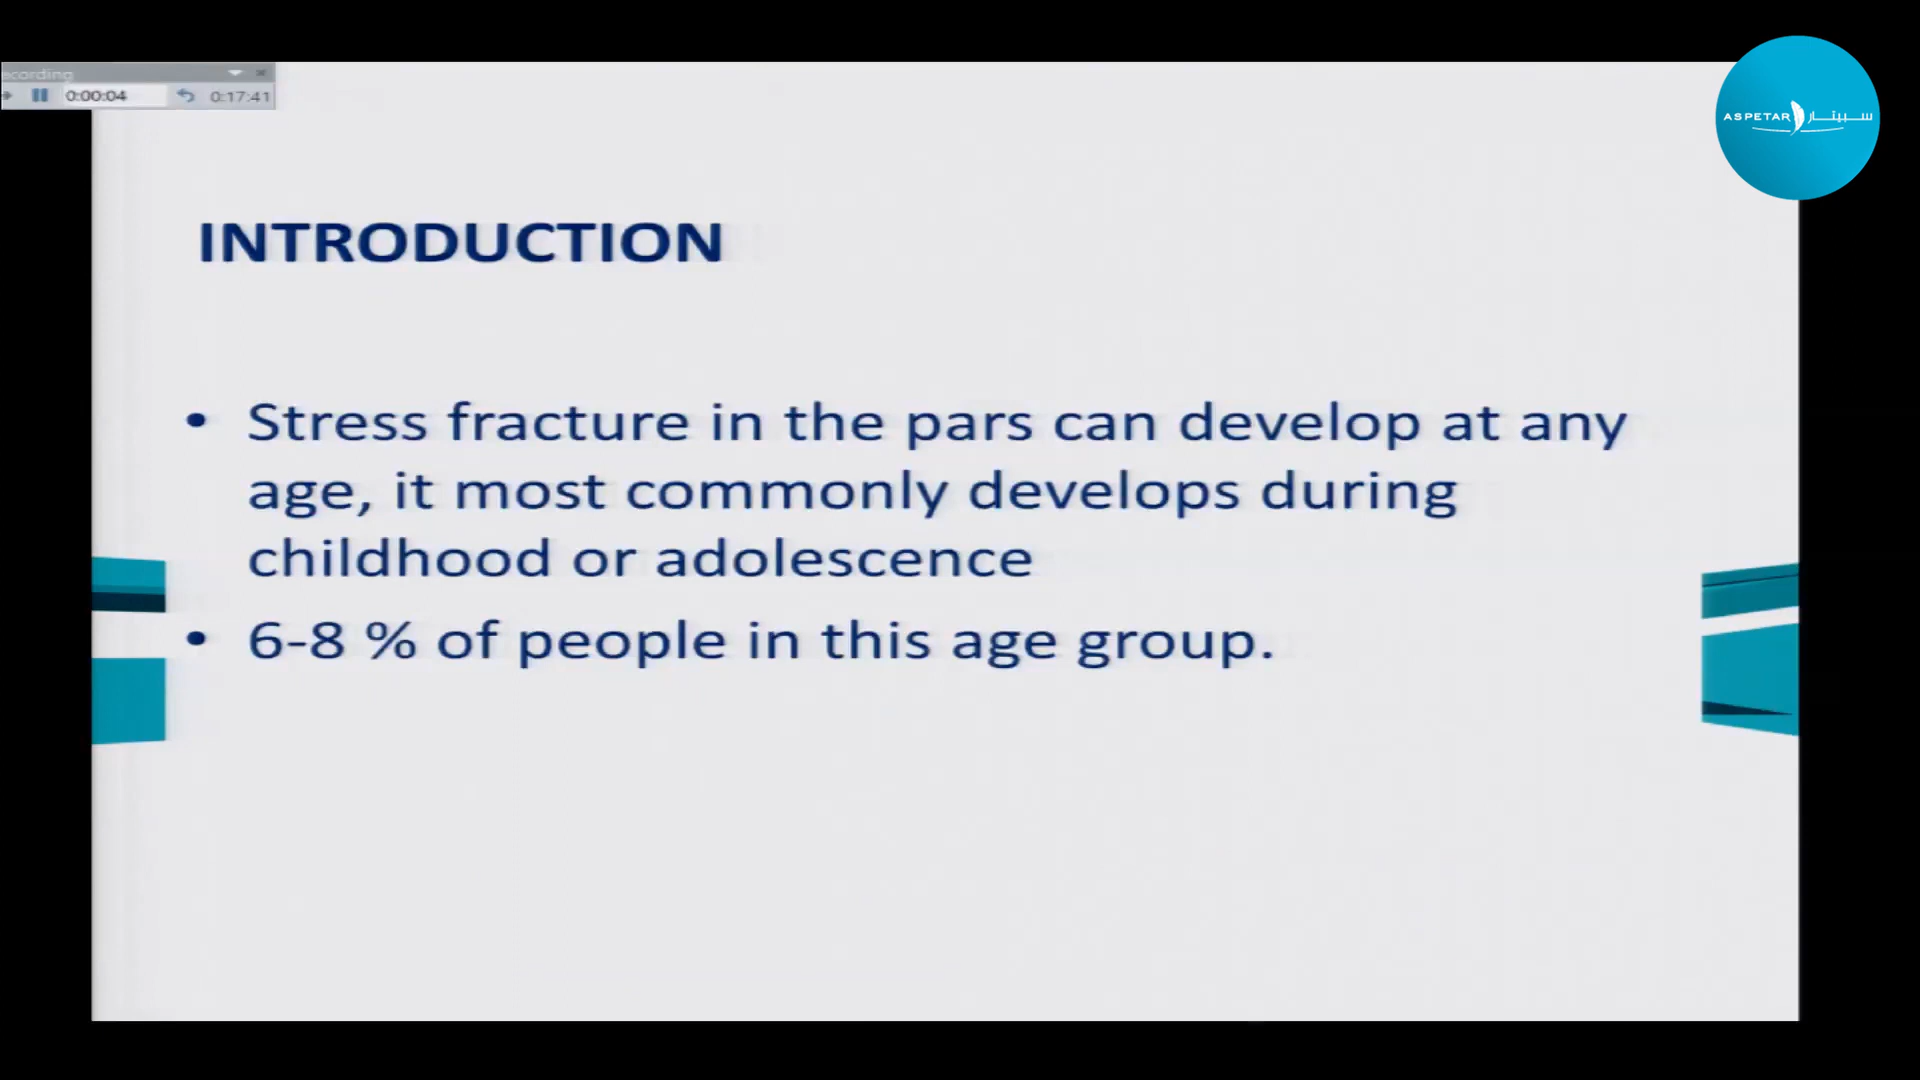 ecording
0:00:04 0:17:41
ASPETAR سبيتار
INTRODUCTION
• Stress fracture in the pars can develop at any
age, it most commonly develops during
childhood or adolescence
• 6-8 % of people in this age group.